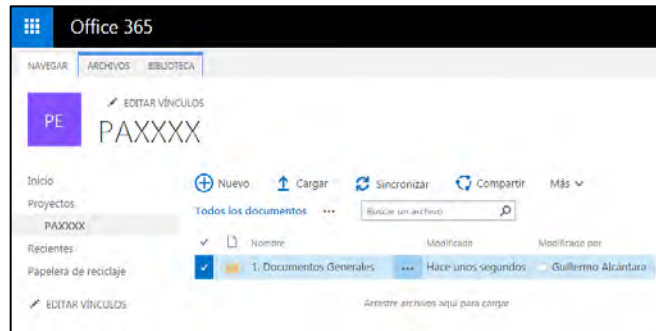 Office 365
NAVEGAR ARCHIVOS BIBLIOTECA
EDITAR VÍNCULOS
PE
PAXXXX
Inicio
Proyectos
PAXXXX
Recientes
Papelera de reciclaje
EDITAR VÍNCULOS
Nuevo Cargar Sincronizar Compartir Más
Todos los documentos ... Buscar un archivo
Nombre Modificado Modificado por
1. Documentos Generales ... Hace unos segundos Guillermo Alcántara
Arrastre archivos aquí para cargar